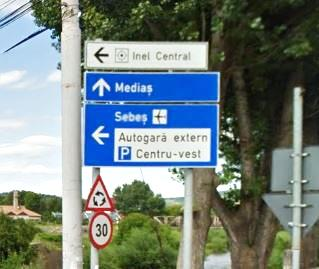 Inel Central
Mediaș
Sebeș
Autogară extern
P Centru-vest
30